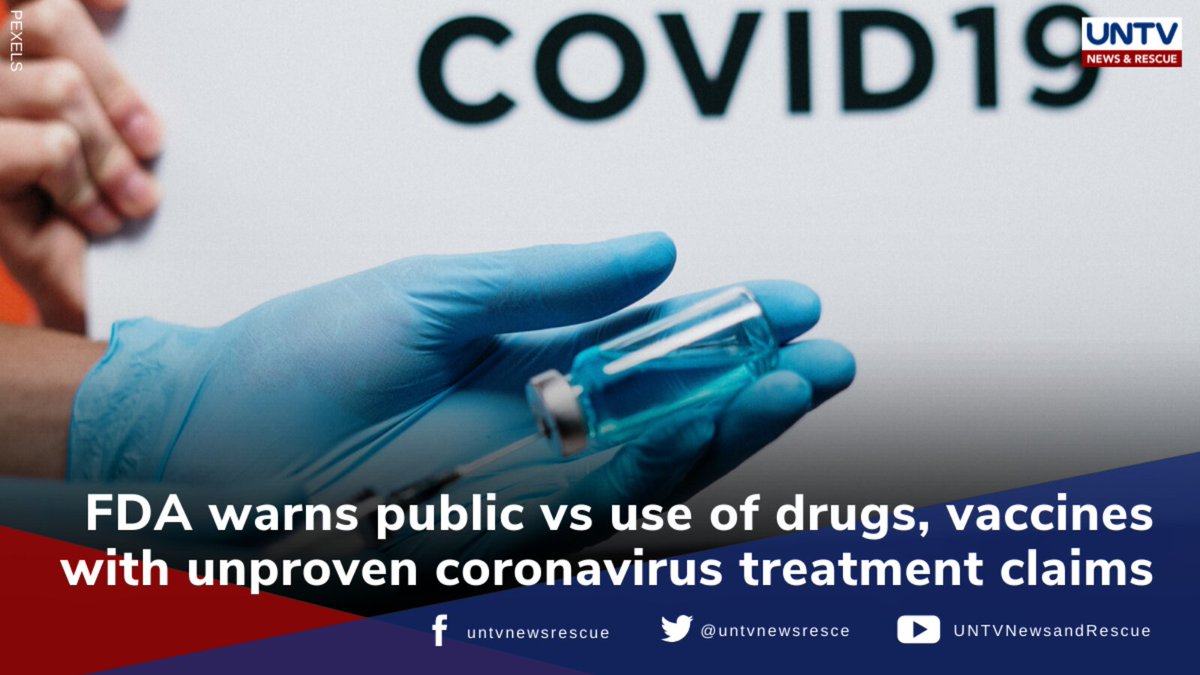 PEXELS
COVID19
UNTV
NEWS & RESCUE
FDA warns public vs use of drugs, vaccines
with unproven coronavirus treatment claims
untvnewsrescue
@untvnewsresce
UNTVNewsandRescue